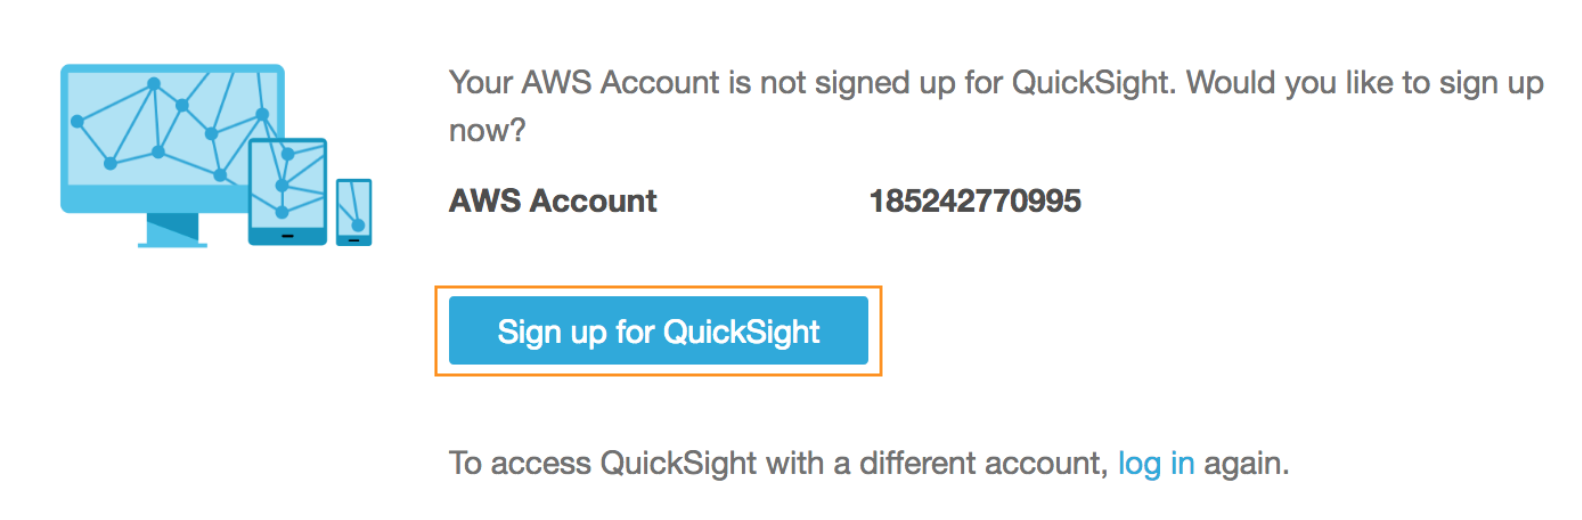 Your AWS Account is not signed up for QuickSight. Would you like to sign up
now?
AWS Account 185242770995
Sign up for QuickSight
To access QuickSight with a different account, log in again.